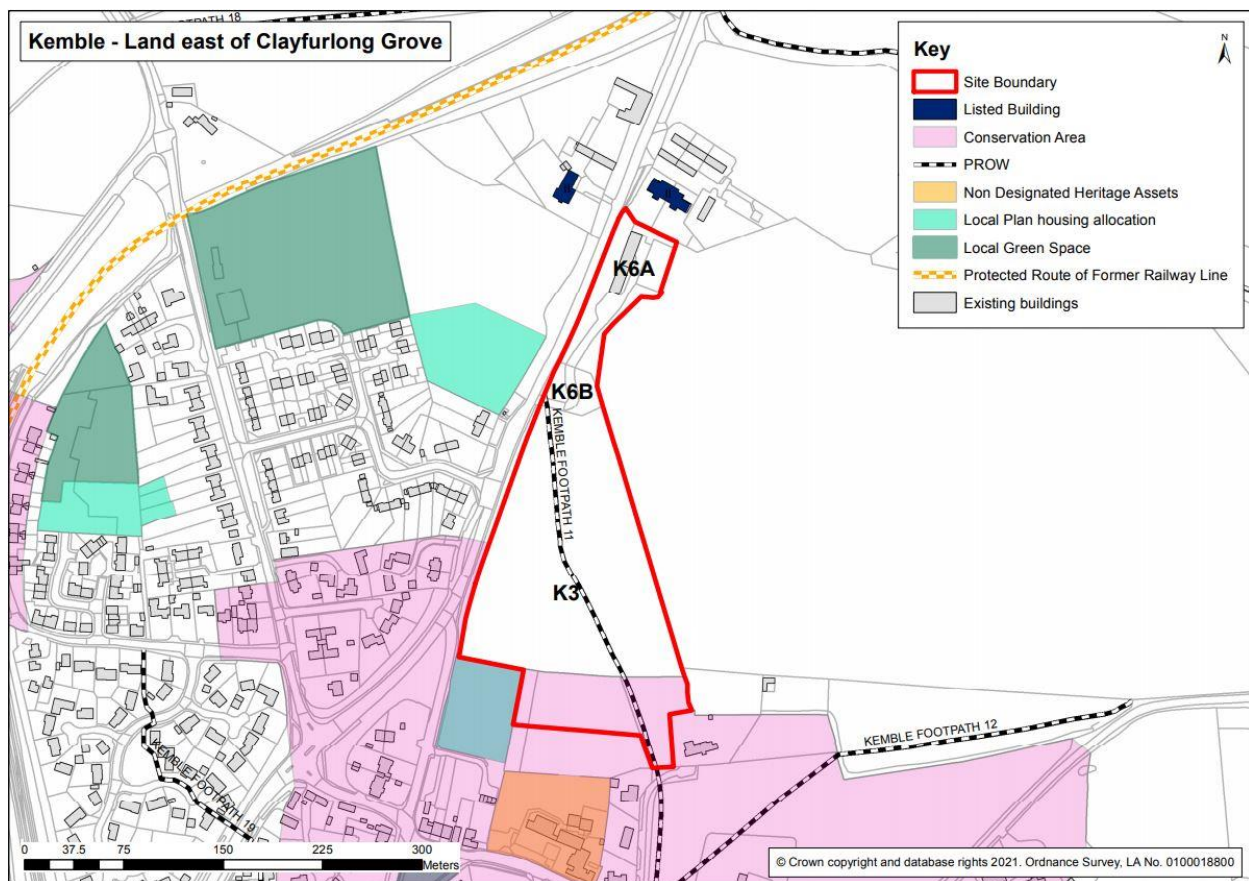 FOOTPATH 18
Kemble - Land east of Clayfurlong Grove
Key
N
Site Boundary
Listed Building
Conservation Area
PROW
Non Designated Heritage Assets
Local Plan housing allocation
Local Green Space
Protected Route of Former Railway Line
Existing buildings
II
K6A
K6B
KEMBLE FOOTPATH 11
K3
KEMBLE FOOTPATH 12
KEMBLE FOOTPATH 19
0 37.5 75 150 225 300
Meters
© Crown copyright and database rights 2021. Ordnance Survey, LA No. 0100018800